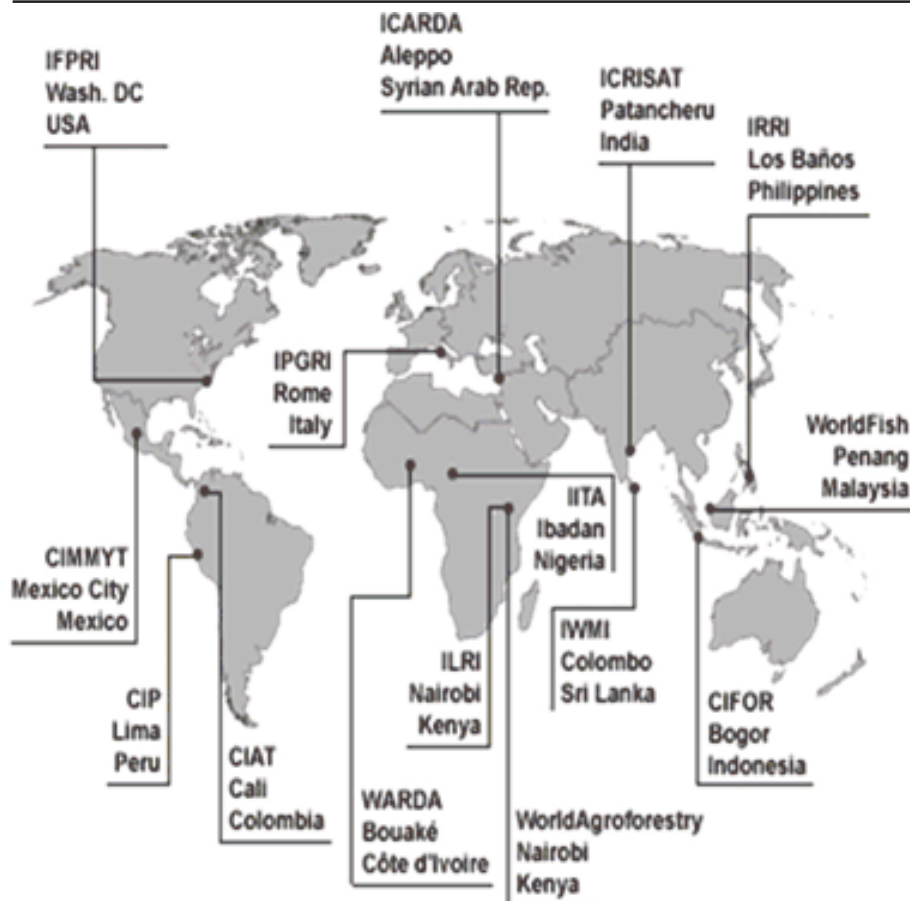 IFPRI
Wash. DC
USA
ICARDA
Aleppo
Syrian Arab Rep.
ICRISAT
Patancheru
India
IRRI
Los Baños
Philippines
IPGRI
Rome
Italy
WorldFish
Penang
Malaysia
IITA
Ibadan
Nigeria
CIMMYT
Mexico City
Mexico
IWMI
Colombo
Sri Lanka
ILRI
Nairobi
Kenya
CIP
Lima
Peru
CIFOR
Bogor
Indonesia
CIAT
Cali
Colombia
WARDA
Bouaké
Côte d'Ivoire
WorldAgroforestry
Nairobi
Kenya